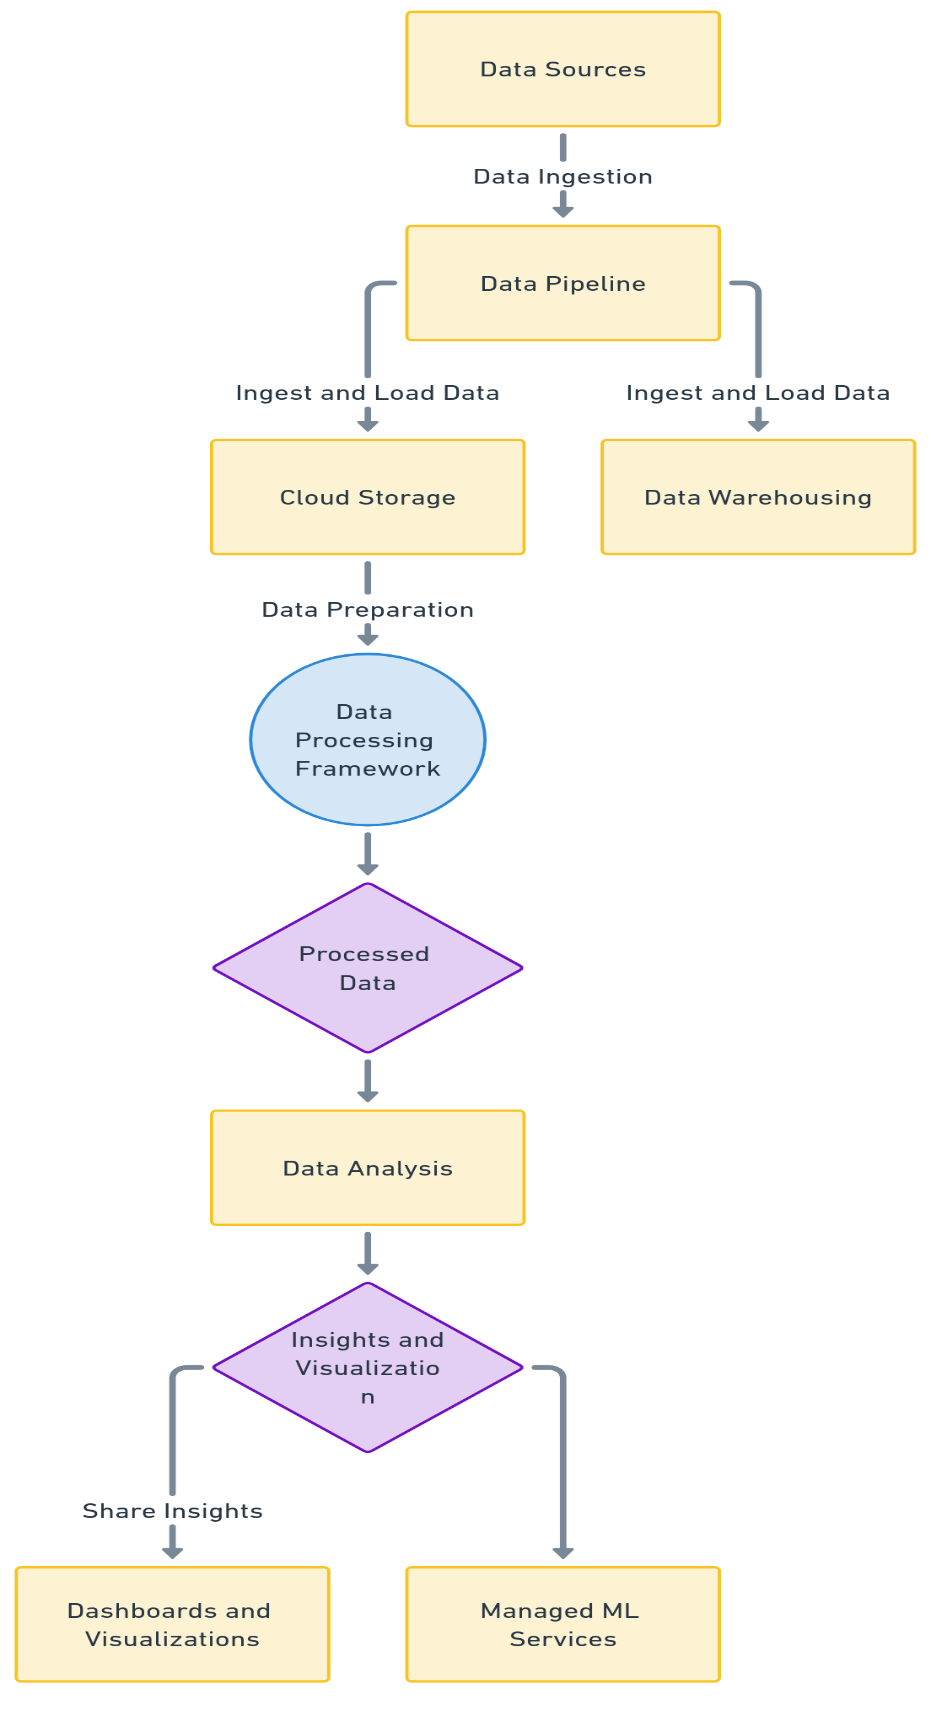 Data Sources
Data Ingestion
Data Pipeline
Ingest and Load Data
Ingest and Load Data
Cloud Storage
Data Warehousing
Data Preparation
Data
Processing
Framework
Processed
Data
Data Analysis
Insights and
Visualizatio
n
Share Insights
Dashboards and
Visualizations
Managed ML
Services